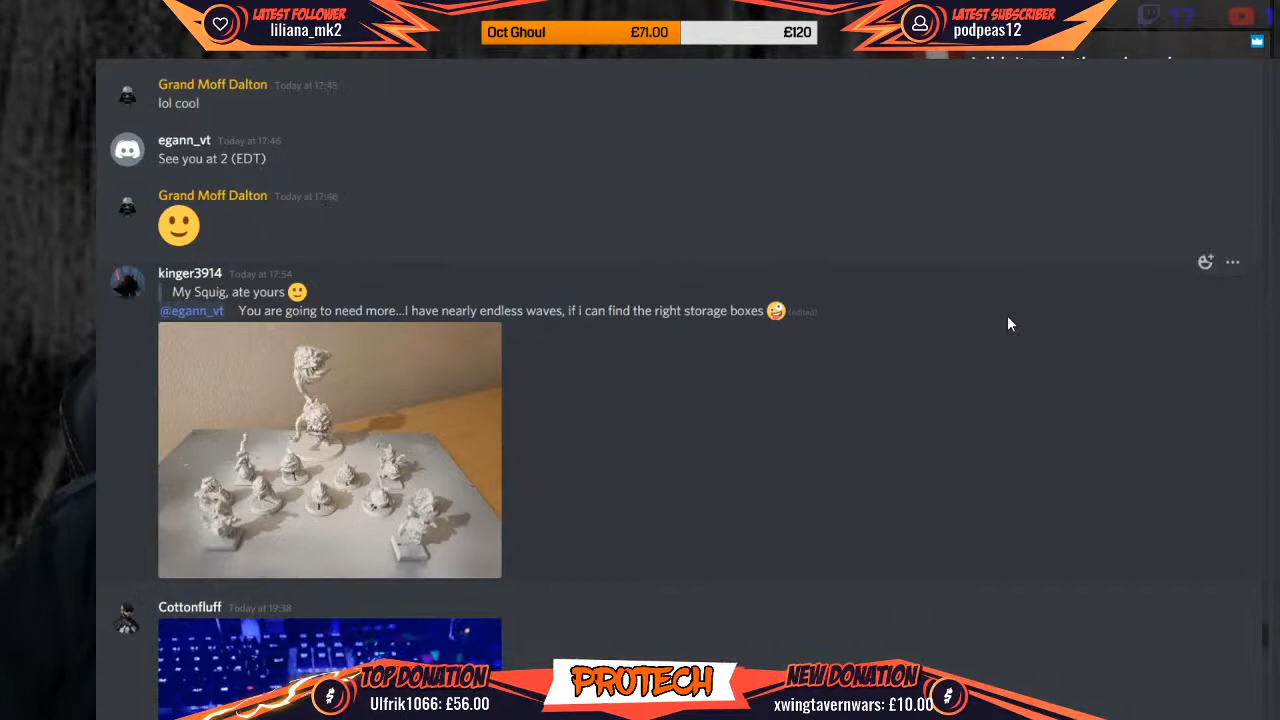 LATEST FOLLOWER
liliana_mk2
Oct Ghoul £71.00 £120
LATEST SUBSCRIBER
podpeas12
17
Grand Moff Dalton Today at 17:45
lol cool
egann_vt Today at 17:46
See you at 2 (EDT)
Grand Moff Dalton Today at 17:46
kinger3914 Today at 17:54
My Squig, ate yours
@egann_vt You are going to need more...I have nearly endless waves, if i can find the right storage boxes (edited)
Cottonfluff Today at 19:38
TOP DONATION
Ulfrik1066: £56.00
PROTECH
NEW DONATION
xwingtavernwars: £10.00